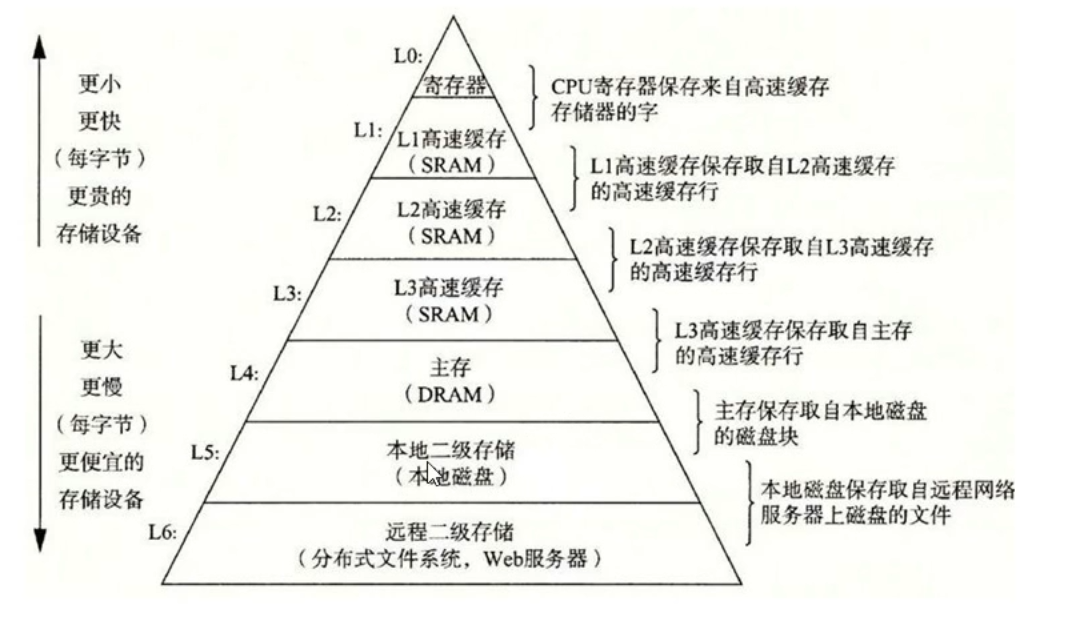 更小
更快
（每字节）
更贵的
存储设备
更大
更慢
（每字节）
更便宜的
存储设备
L0:
寄存器
L1:
L1高速缓存
（SRAM）
L2:
L2高速缓存
（SRAM）
L3:
L3高速缓存
（SRAM）
L4:
主存
（DRAM）
L5:
本地二级存储
（本地磁盘）
L6:
远程二级存储
（分布式文件系统，Web服务器）
CPU寄存器保存来自高速缓存
存储器的字
L1高速缓存保存取自L2高速缓存
的高速缓存行
L2高速缓存保存取自L3高速缓存
的高速缓存行
L3高速缓存保存取自主存
的高速缓存行
主存保存取自本地磁盘
的磁盘块
本地磁盘保存取自远程网络
服务器上磁盘的文件